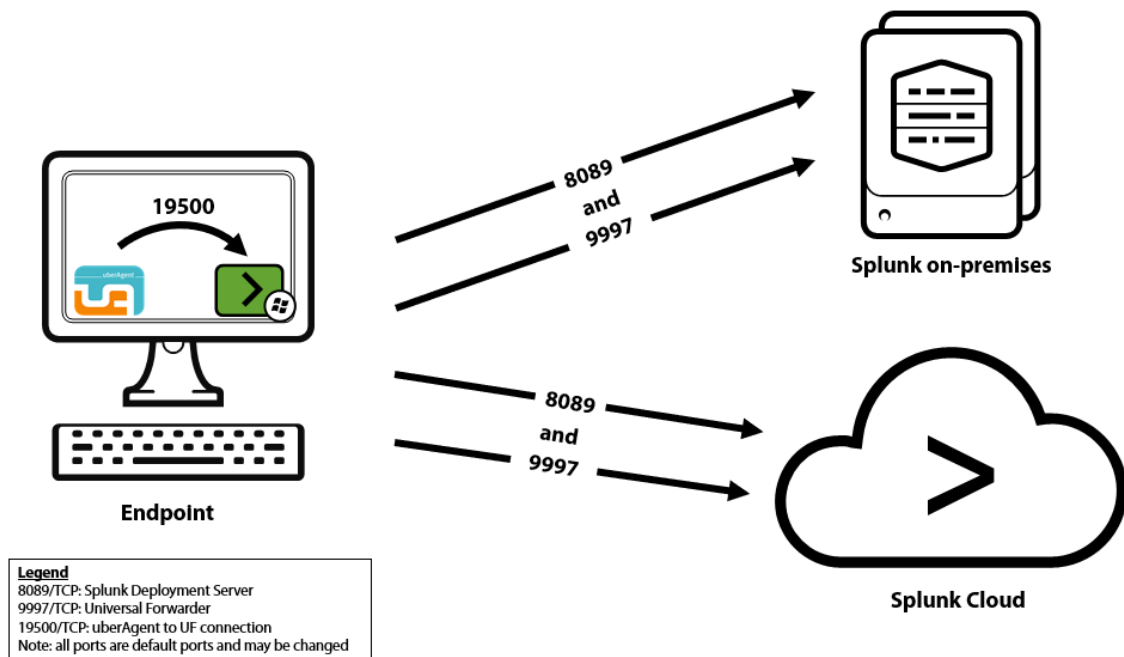 19500
uberAgent
Endpoint
8089
and
9997
8089
and
9997
Splunk on-premises
Splunk Cloud
Legend
8089/TCP: Splunk Deployment Server
9997/TCP: Universal Forwarder
19500/TCP: uberAgent to UF connection
Note: all ports are default ports and may be changed